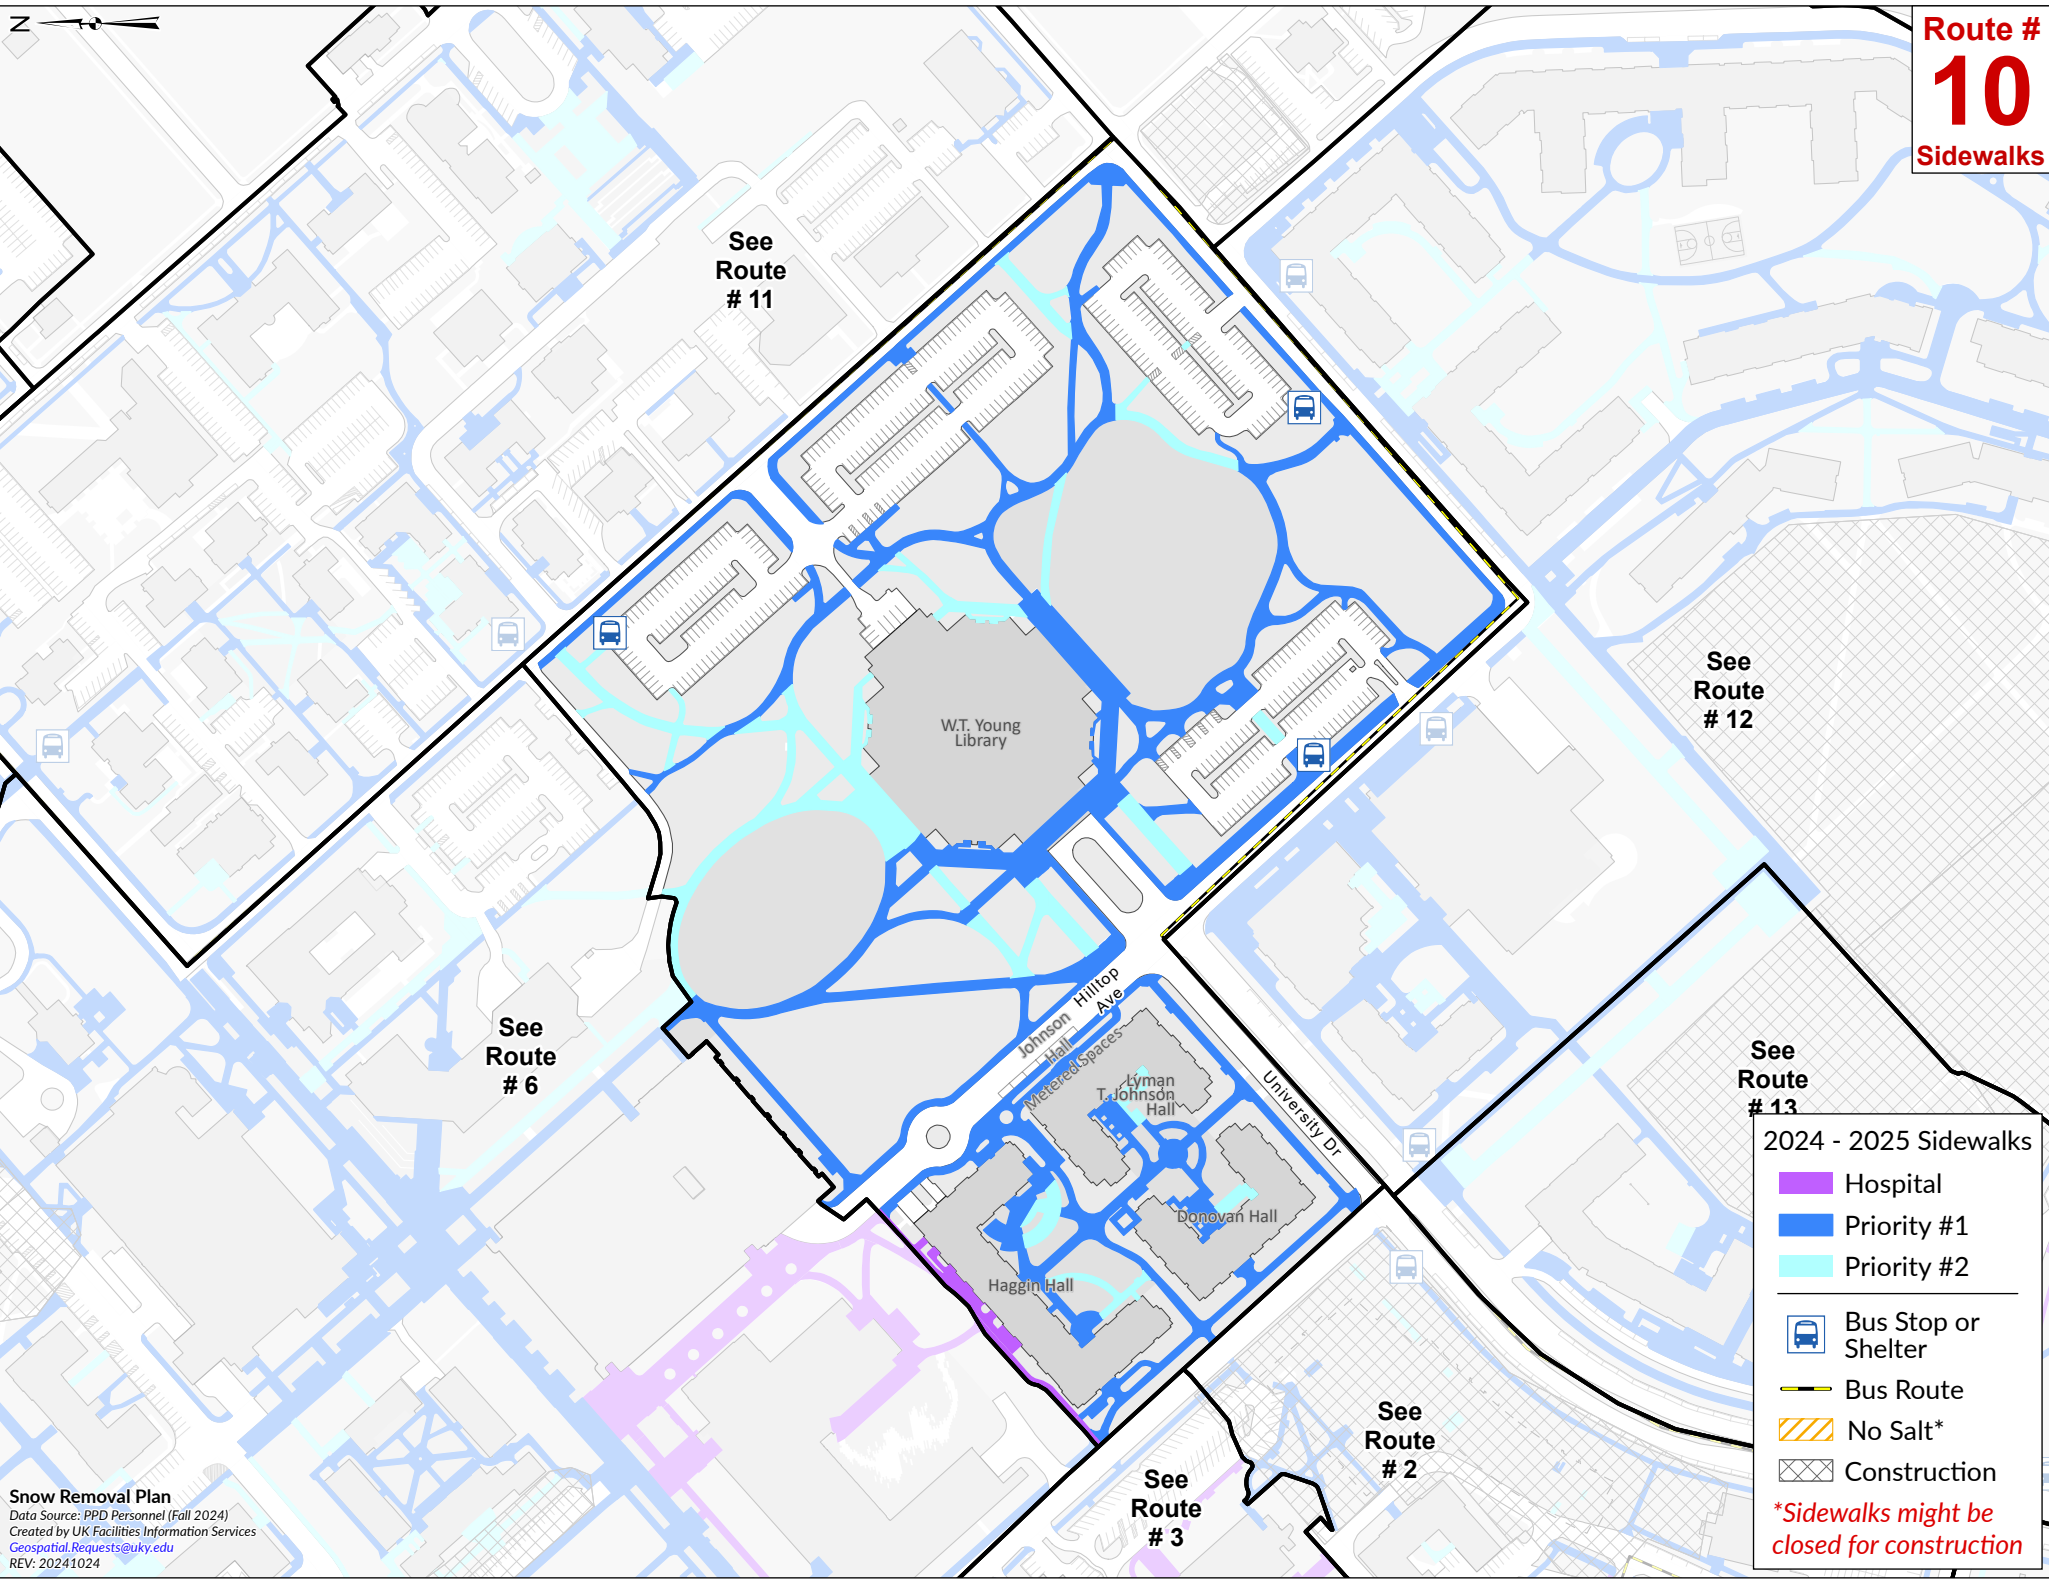 N
Route #
10
Sidewalks
See
Route
# 11
W.T. Young
Library
See
Route
# 12
Hilltop
Ave
Johnson
Hall
Metered Spaces
Lyman
T. Johnson
Hall
University Dr
Donovan Hall
Haggin Hall
See
Route
# 6
See
Route
# 13
See
Route
# 2
See
Route
# 3
2024 - 2025 Sidewalks
Hospital
Priority #1
Priority #2
Bus Stop or
Shelter
Bus Route
No Salt*
Construction
*Sidewalks might be
closed for construction
Snow Removal Plan
Data Source: PPD Personnel (Fall 2024)
Created by UK Facilities Information Services
Geospatial.Requests@uky.edu
REV: 20241024